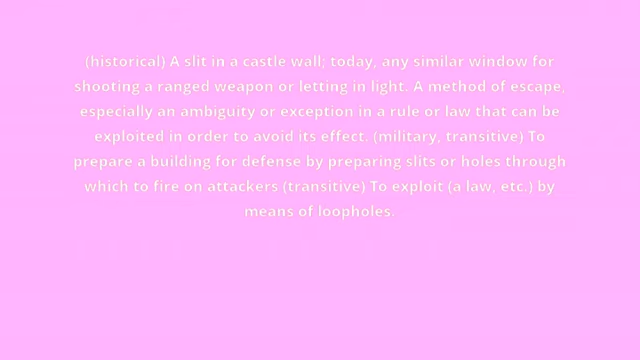 (historical) A slit in a castle wall; today, any similar window for
shooting a ranged weapon or letting in light. A method of escape,
especially an ambiguity or exception in a rule or law that can be
exploited in order to avoid its effect. (military, transitive) To
prepare a building for defense by preparing slits or holes through
which to fire on attackers (transitive) To exploit (a law, etc.) by
means of loopholes.